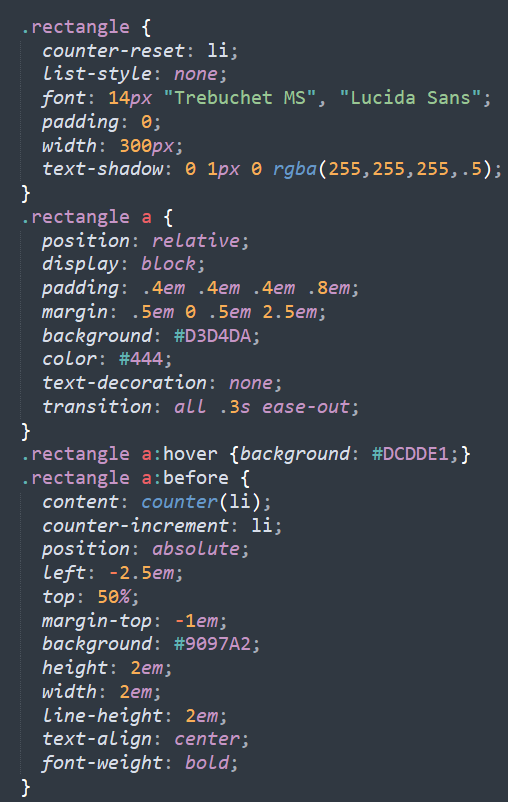 .rectangle {
counter-reset: li;
list-style: none;
font: 14px "Trebuchet MS", "Lucida Sans";
padding: 0;
width: 300px;
text-shadow: 0 1px 0 rgba(255,255,255,.5);
}
.rectangle a {
position: relative;
display: block;
padding: .4em .4em .4em .8em;
margin: .5em 0 .5em 2.5em;
background: #D3D4DA;
color: #444;
text-decoration: none;
transition: all .3s ease-out;
}
.rectangle a:hover {background: #DCDDE1;}
.rectangle a:before {
content: counter(li);
counter-increment: li;
position: absolute;
left: -2.5em;
top: 50%;
margin-top: -1em;
background: #9097A2;
height: 2em;
width: 2em;
line-height: 2em;
text-align: center;
font-weight: bold;
}